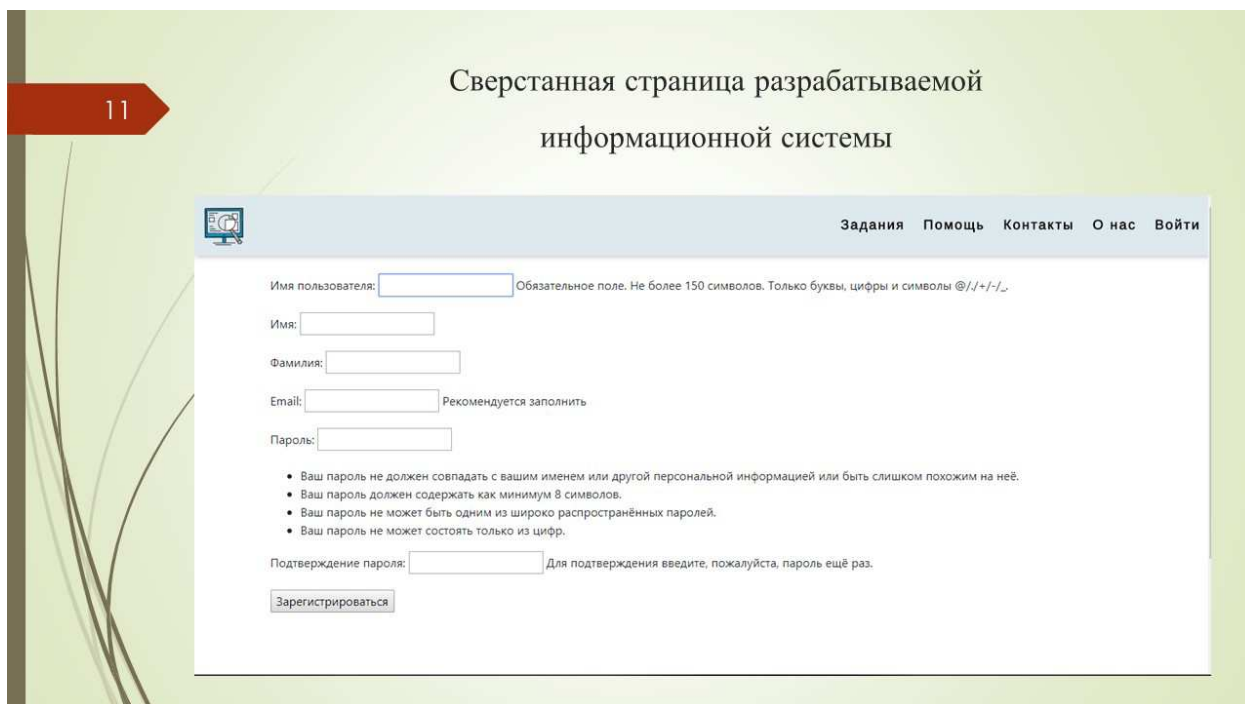 11
Сверстанная страница разрабатываемой
информационной системы
Задания Помощь Контакты О нас Войти
Имя пользователя: Обязательное поле. Не более 150 символов. Только буквы, цифры и символы @/./+/-/_.
Имя:
Фамилия:
Email: Рекомендуется заполнить
Пароль:
• Ваш пароль не должен совпадать с вашим именем или другой персональной информацией или быть слишком похожим на неё.
• Ваш пароль должен содержать как минимум 8 символов.
• Ваш пароль не может быть одним из широко распространённых паролей.
• Ваш пароль не может состоять только из цифр.
Подтверждение пароля: Для подтверждения введите, пожалуйста, пароль ещё раз.
Зарегистрироваться